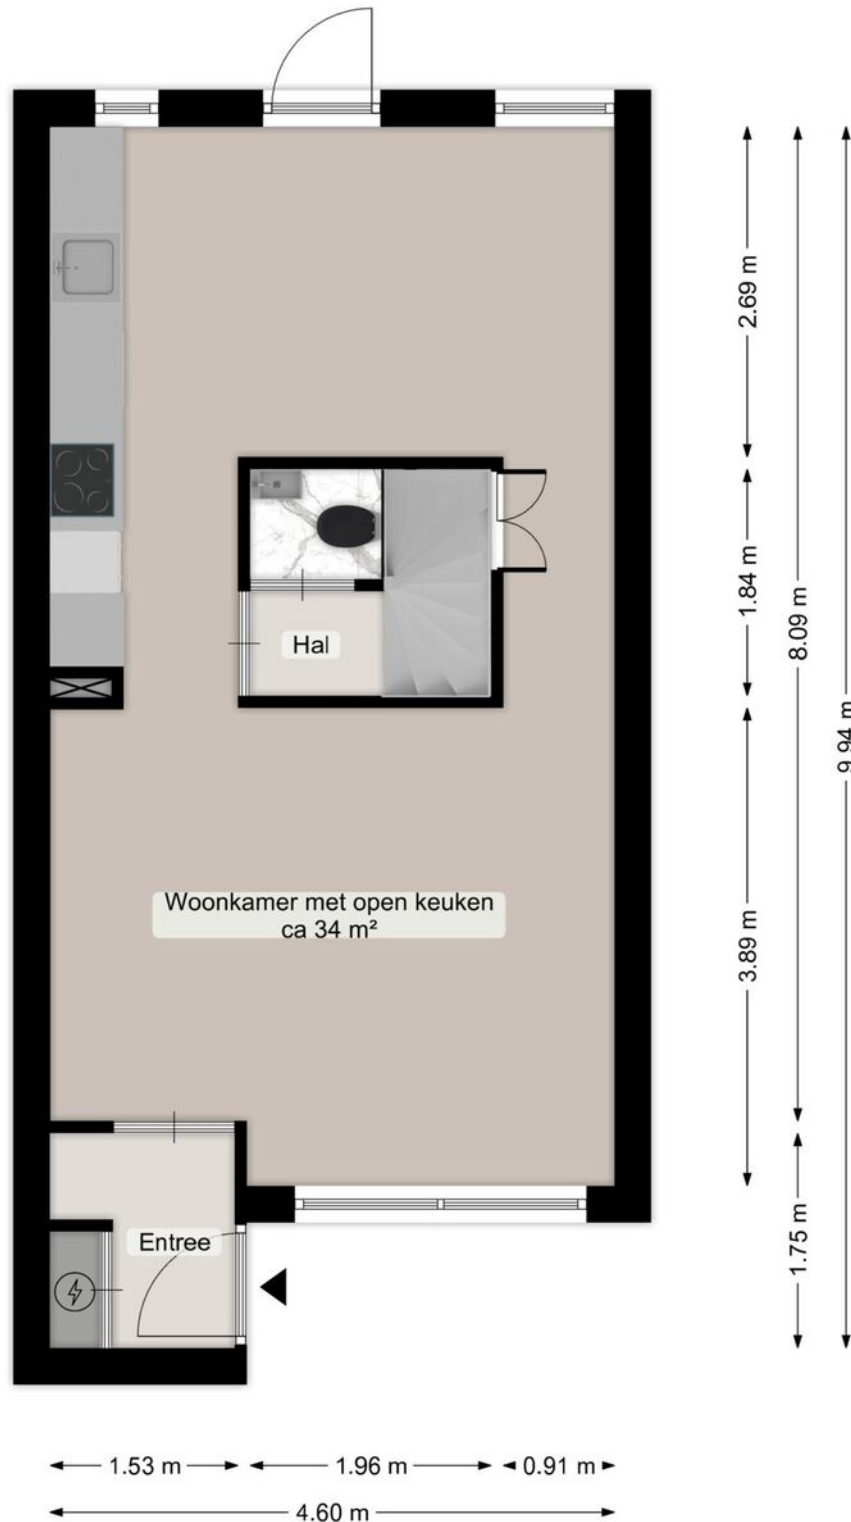 2.69 m
1.84 m
8.09 m
9.94 m
Hal
Woonkamer met open keuken
ca 34 m²
3.89 m
1.75 m
Entree
1.53 m
1.96 m
0.91 m
4.60 m